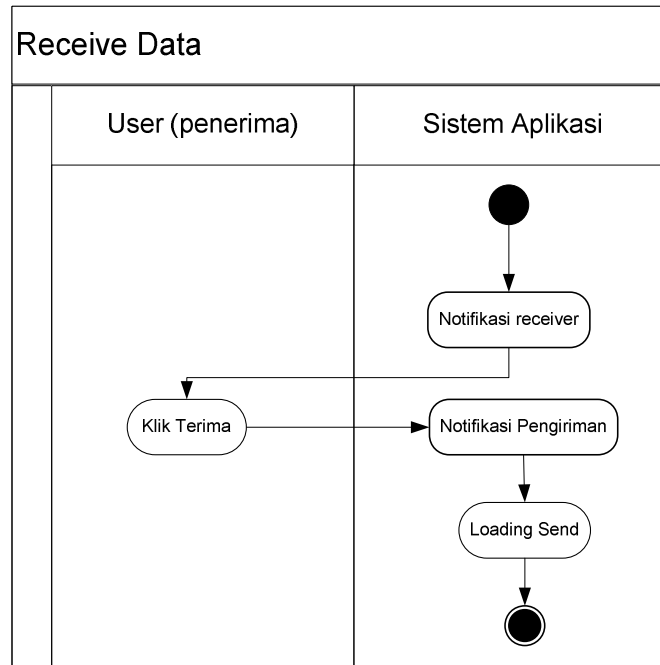 Receive Data
User (penerima)
Sistem Aplikasi
Notifikasi receiver
Klik Terima
Notifikasi Pengiriman
Loading Send